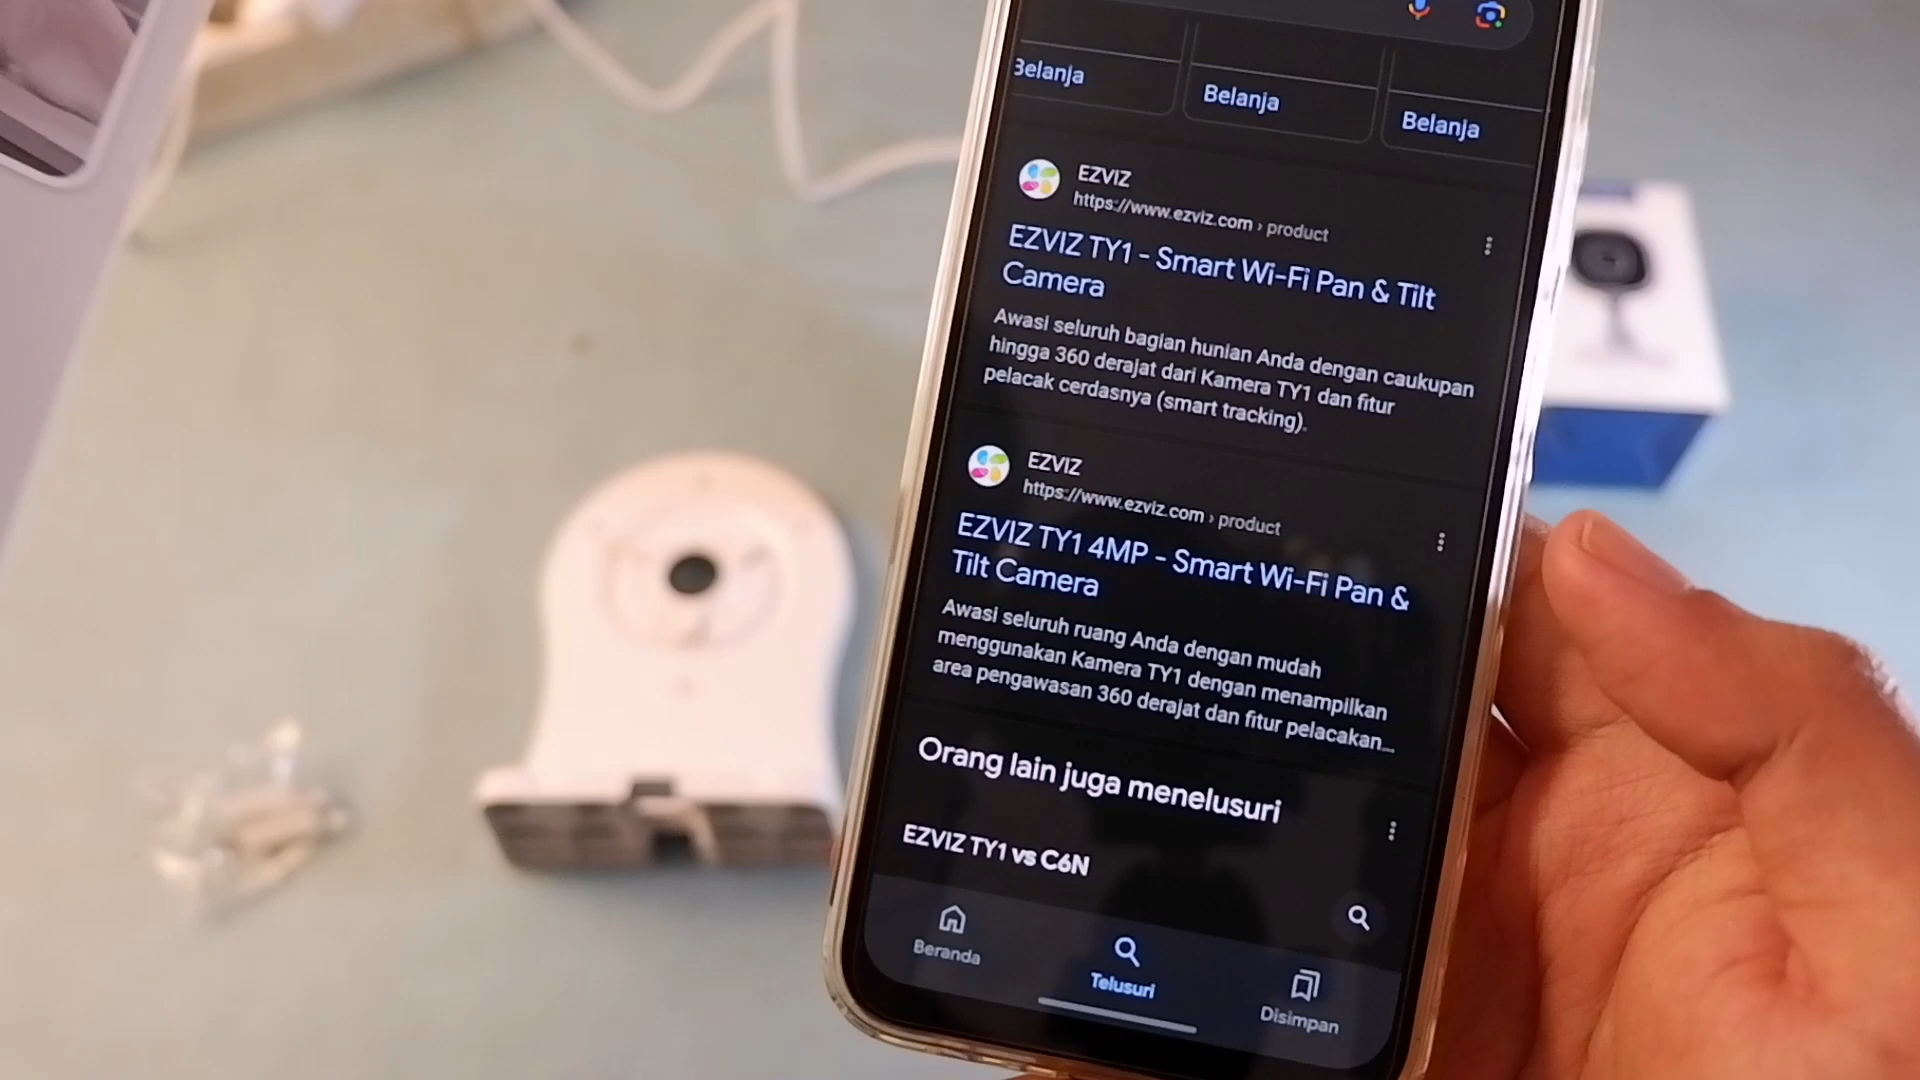 Belanja
Belanja
Belanja
EZVIZ
https://www.ezviz.com › product
EZVIZ TY1 - Smart Wi-Fi Pan & Tilt
Camera
Awasi seluruh bagian hunian Anda dengan caukupan
hingga 360 derajat dari Kamera TY1 dan fitur
pelacak cerdasnya (smart tracking).
EZVIZ
https://www.ezviz.com › product
EZVIZ TY1 4MP - Smart Wi-Fi Pan &
Tilt Camera
Awasi seluruh ruang Anda dengan mudah
menggunakan Kamera TY1 dengan menampilkan
area pengawasan 360 derajat dan fitur pelacakan...
Orang lain juga menelusuri
EZVIZ TY1 vs C6N
Beranda
Telusuri
Disimpan